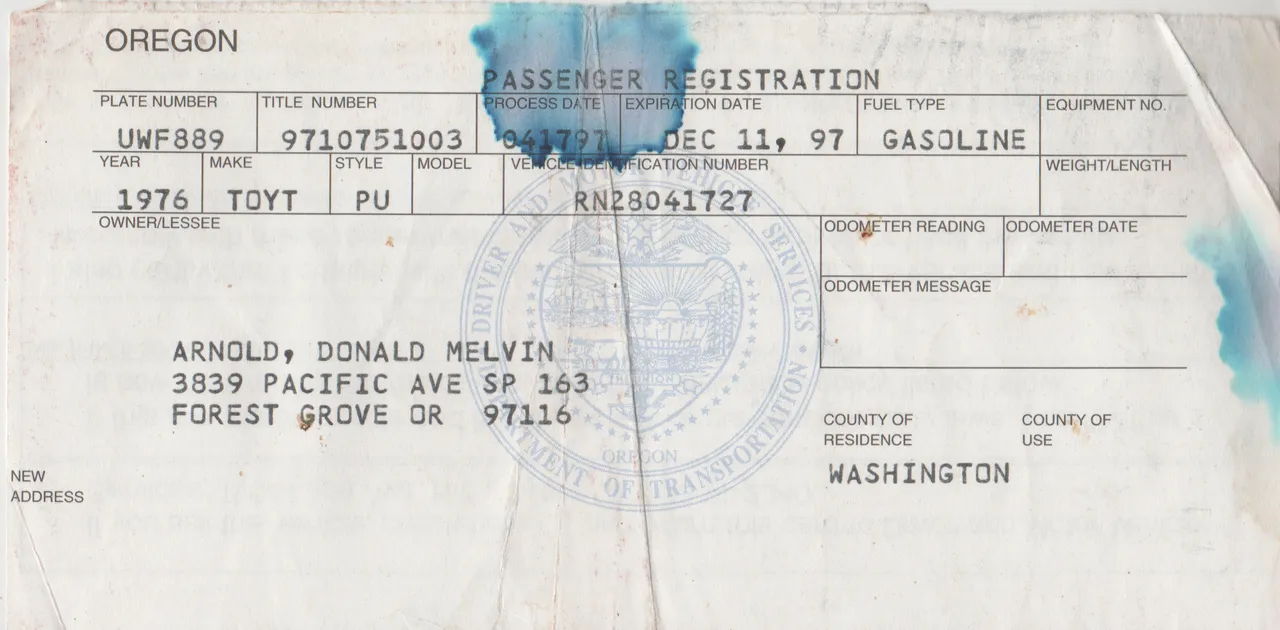 OREGON
PASSENGER REGISTRATION
PLATE NUMBER TITLE NUMBER PROCESS DATE EXPIRATION DATE FUEL TYPE EQUIPMENT NO.
UWF889 9710751003 041797 DEC 11, 97 GASOLINE
YEAR MAKE STYLE MODEL VEHICLE IDENTIFICATION NUMBER WEIGHT/LENGTH
1976 TOYT PU RN28041727
OWNER/LESSEE ODOMETER READING ODOMETER DATE
ODOMETER MESSAGE
ARNOLD, DONALD MELVIN
3839 PACIFIC AVE SP 163
FOREST GROVE OR 97116
COUNTY OF RESIDENCE COUNTY OF USE
WASHINGTON
NEW ADDRESS
DRIVER AND MOTOR VEHICLE SERVICES
DEPARTMENT OF TRANSPORTATION
OREGON